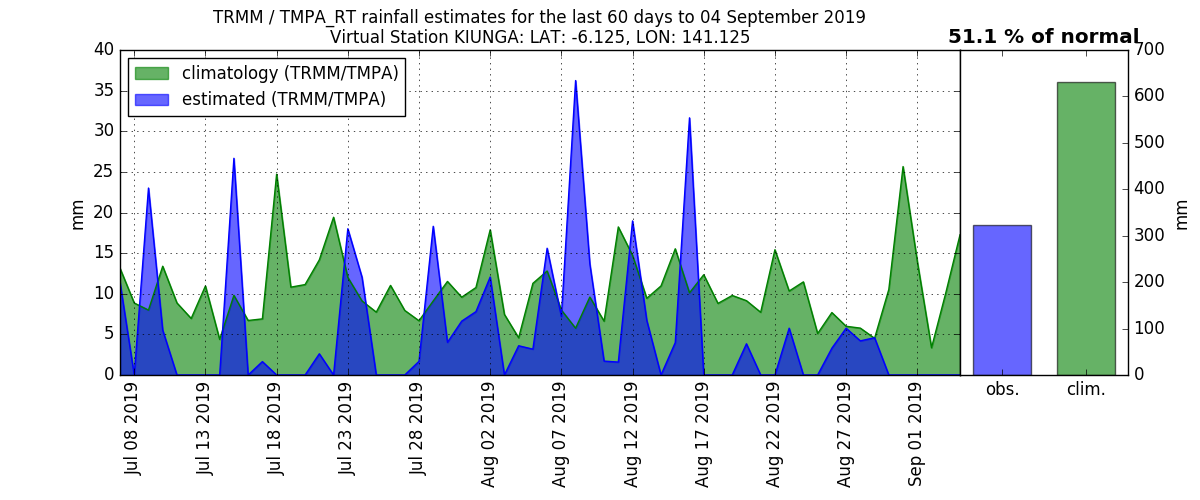 TRMM / TMPA_RT rainfall estimates for the last 60 days to 04 September 2019
Virtual Station KIUNGA: LAT: -6.125, LON: 141.125
51.1 % of normal
climatology (TRMM/TMPA)
estimated (TRMM/TMPA)
mm
40
35
30
25
20
15
10
5
0
Jul 08 2019
Jul 13 2019
Jul 18 2019
Jul 23 2019
Jul 28 2019
Aug 02 2019
Aug 07 2019
Aug 12 2019
Aug 17 2019
Aug 22 2019
Aug 27 2019
Sep 01 2019
obs.
clim.
700
600
500
400
300
200
100
0
mm